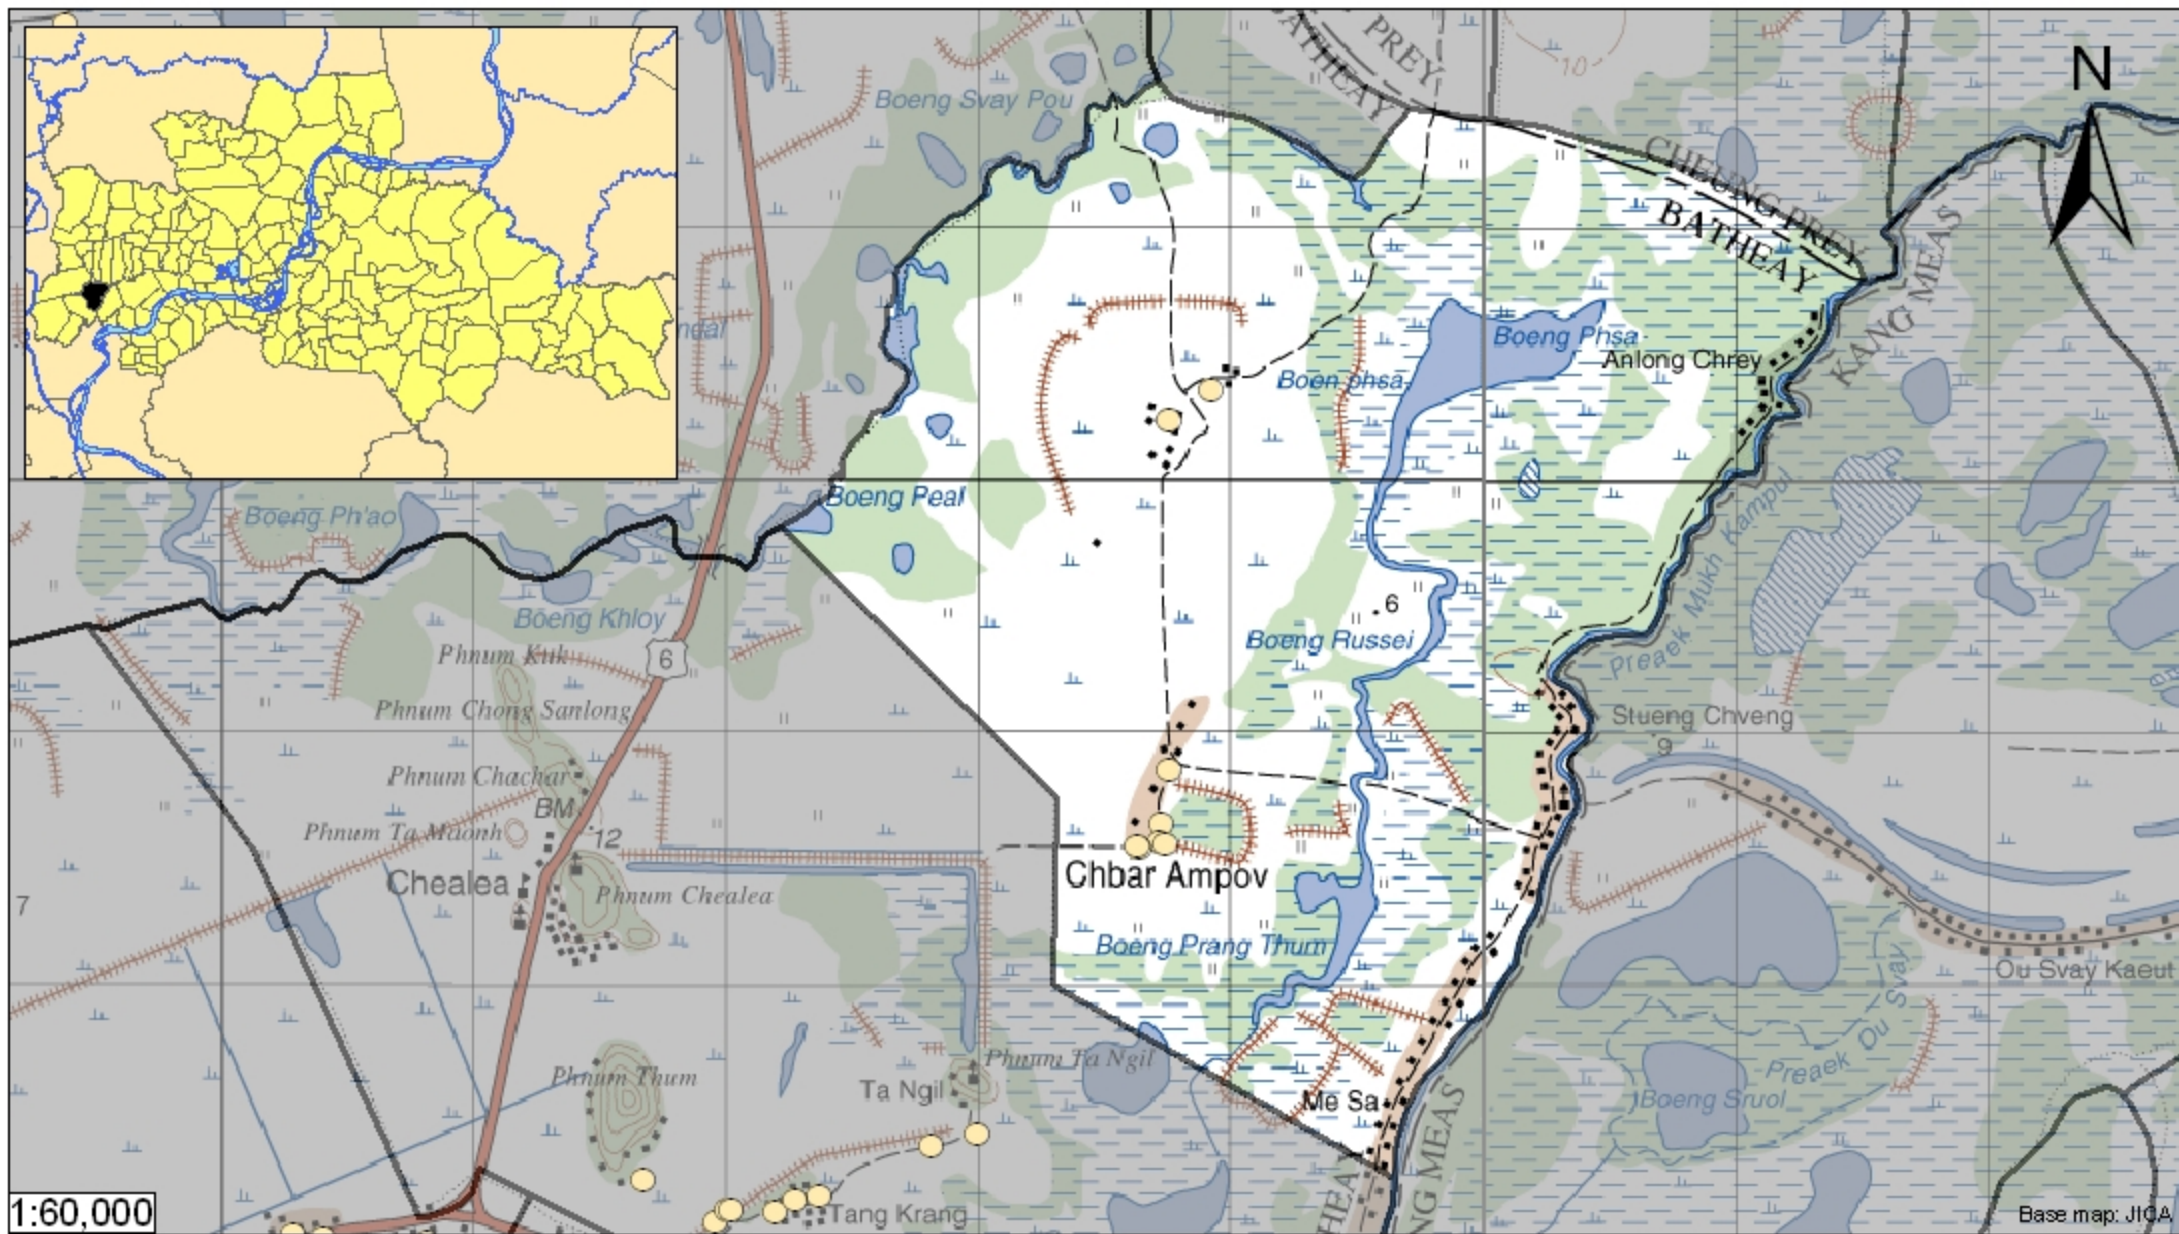 PREY
BATHEAY
10
N
Boeng Svay Pou
CHEUNG PREY
BATHEAY
KANG MEAS
Boeng Phsa
Anlong Chrey
Boen phsa
Boeng Peal
Boeng Ph'ao
Boeng Khloy
6
Boeng Russei
Preaek Mukh Kampul
6
Phnum Ktik
Phnum Chong Sanlong
Stueng Chveng
9
Phnum Chachar
BM
12
Phnum Ta Maonh
Chealea
Phnum Chealea
Chbar Ampov
7
Boeng Prang Thum
Ou Svay Kaeut
Preaek Ou Svay
Phnum Thum
Phnum Ta Ngil
Ta Ngil
Me Sa
Boeng Sruol
Tang Krang
1:60,000
Base map: JICA